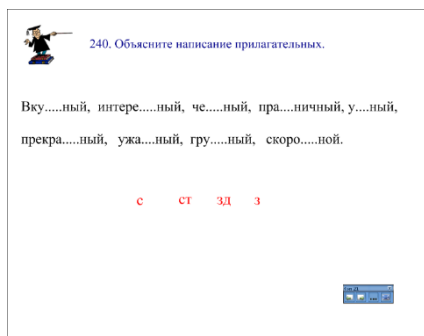 240. Объясните написание прилагательных.
Вку.....ный, интере.....ный, че.....ный, пра....ничный, у....ный,
прекра.....ный, ужа....ный, гру.....ный, скоро.....ной.
с ст зд з